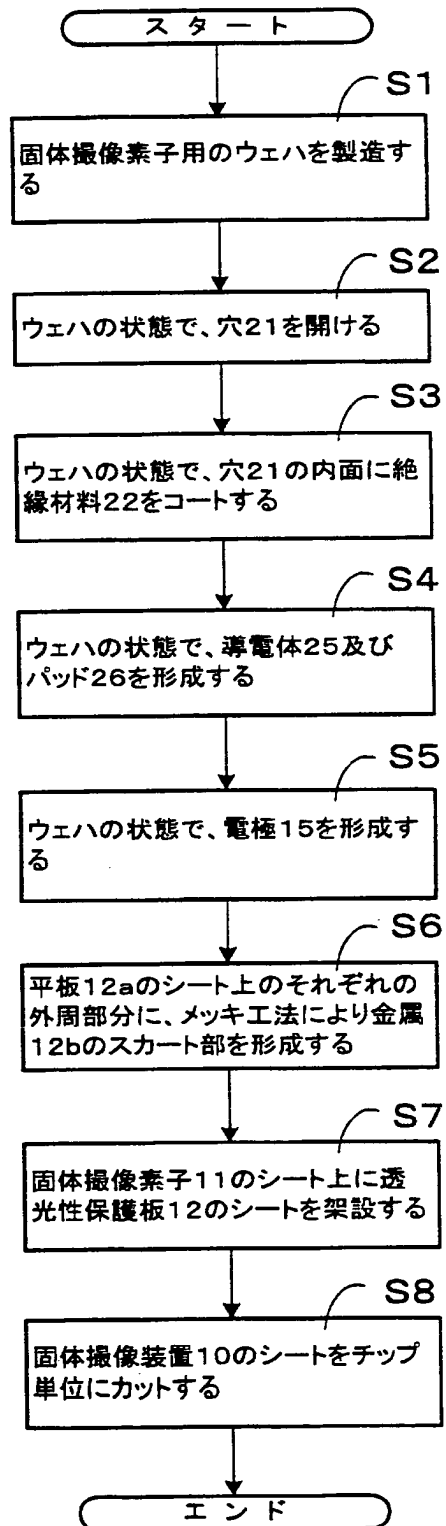 スタート
S1
固体撮像素子用のウェハを製造す
る
S2
ウェハの状態で、穴21を開ける
S3
ウェハの状態で、穴21の内面に絶
縁材料22をコートする
S4
ウェハの状態で、導電体25及び
パッド26を形成する
S5
ウェハの状態で、電極15を形成す
る
S6
平板12aのシート上のそれぞれの
外周部分に、メッキ工法により金属
12bのスカート部を形成する
S7
固体撮像素子11のシート上に透
光性保護板12のシートを架設する
S8
固体撮像装置10のシートをチップ
単位にカットする
エンド